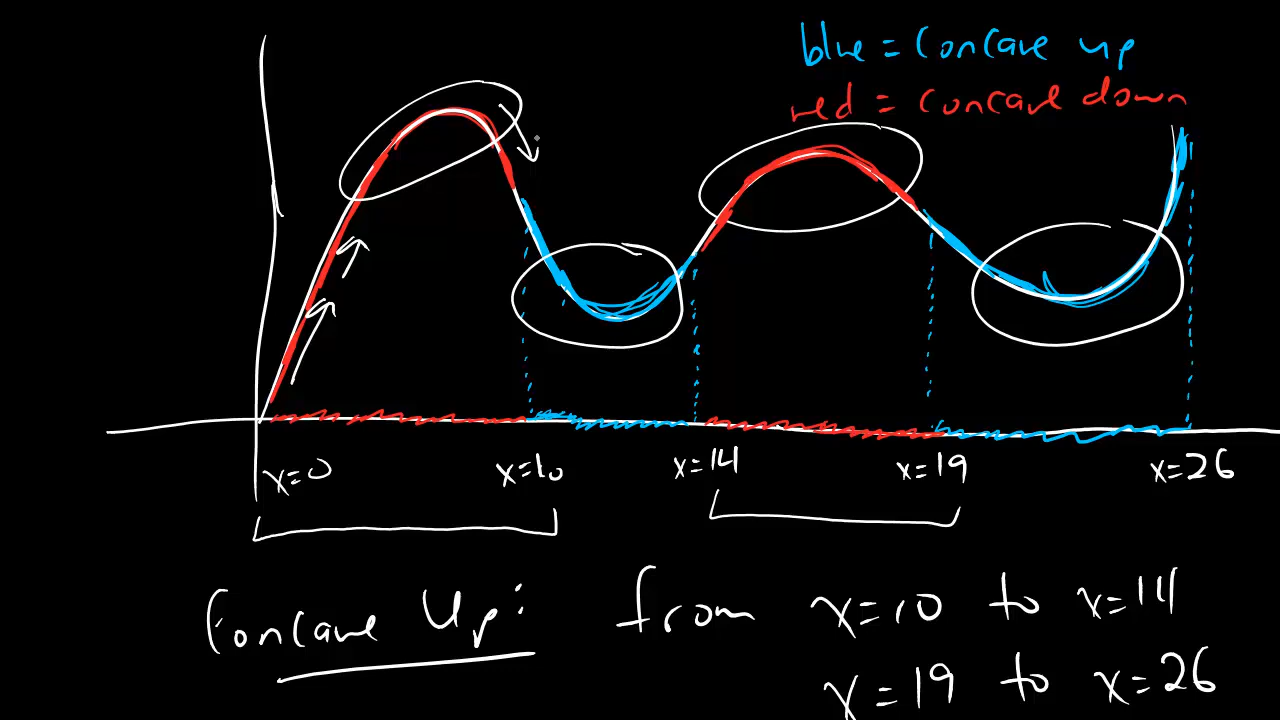 blue = Concave up
red = concave down
x=0 x=10 x=14 x=19 x=26
Concave Up: from x=10 to x=14
x=19 to x=26